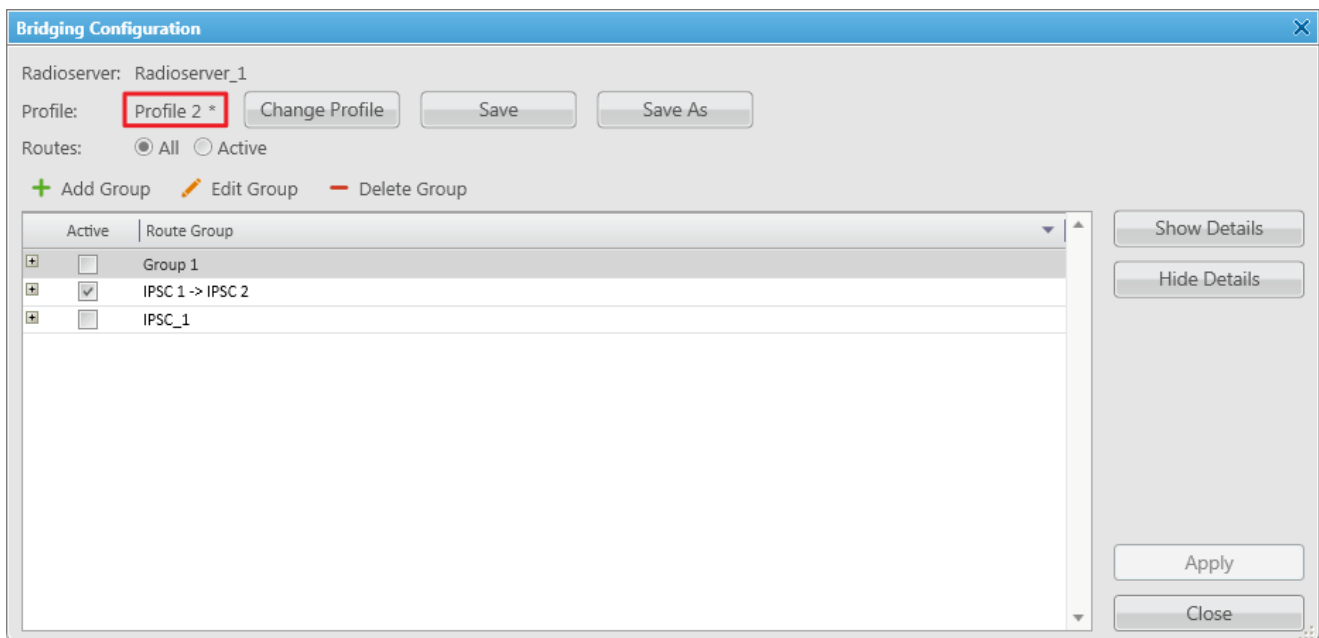 Bridging Configuration
Radioserver: Radioserver_1
Profile: Profile 2 * Change Profile Save Save As
Routes: All Active
Add Group Edit Group Delete Group
Active Route Group
Group 1
IPSC 1 -> IPSC 2
IPSC_1
Show Details
Hide Details
Apply
Close